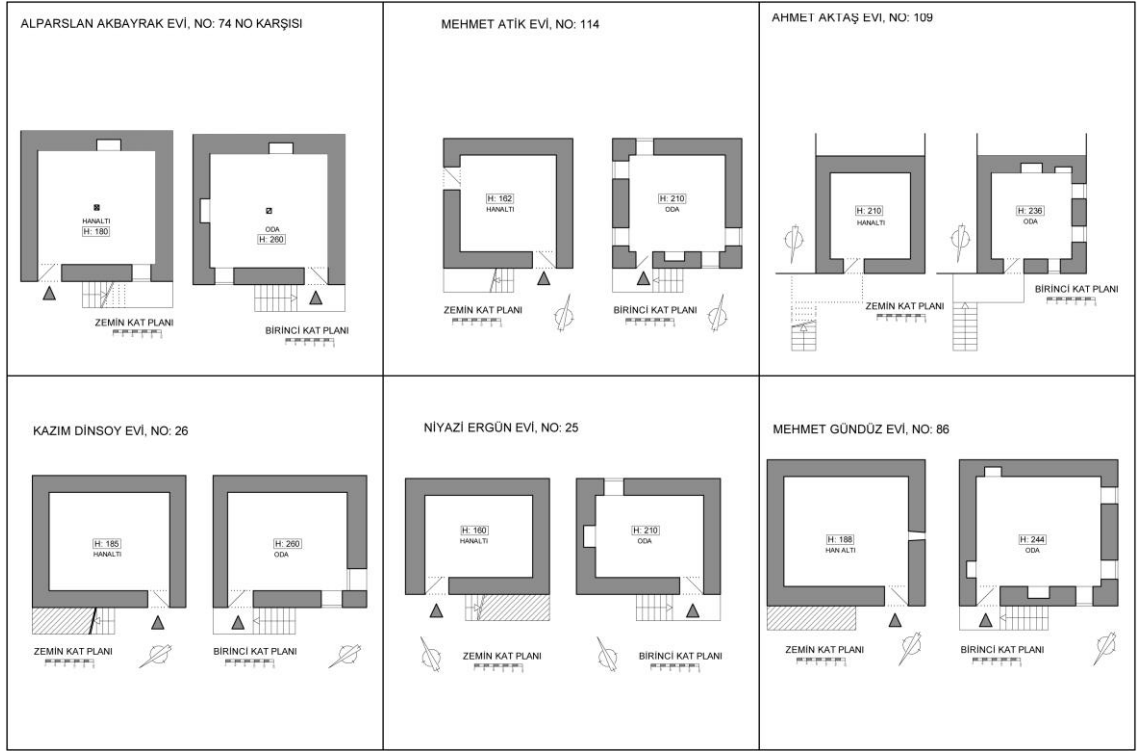 ALPARSLAN AKBAYRAK EVİ, NO: 74 NO KARŞISI
HANALTI
H: 180
ZEMİN KAT PLANI
ODA
H: 260
BİRİNCİ KAT PLANI
MEHMET ATİK EVİ, NO: 114
H: 162
HANALTI
ZEMİN KAT PLANI
H: 210
ODA
BİRİNCİ KAT PLANI
AHMET AKTAŞ EVİ, NO: 109
H: 210
HANALTI
ZEMİN KAT PLANI
H: 236
ODA
BİRİNCİ KAT PLANI
KAZIM DİNSOY EVİ, NO: 26
H: 185
HANALTI
ZEMİN KAT PLANI
H: 260
ODA
BİRİNCİ KAT PLANI
NİYAZİ ERGÜN EVİ, NO: 25
H: 160
HANALTI
ZEMİN KAT PLANI
H: 210
ODA
BİRİNCİ KAT PLANI
MEHMET GÜNDÜZ EVİ, NO: 86
H: 188
HAN ALTI
ZEMİN KAT PLANI
H: 244
ODA
BİRİNCİ KAT PLANI